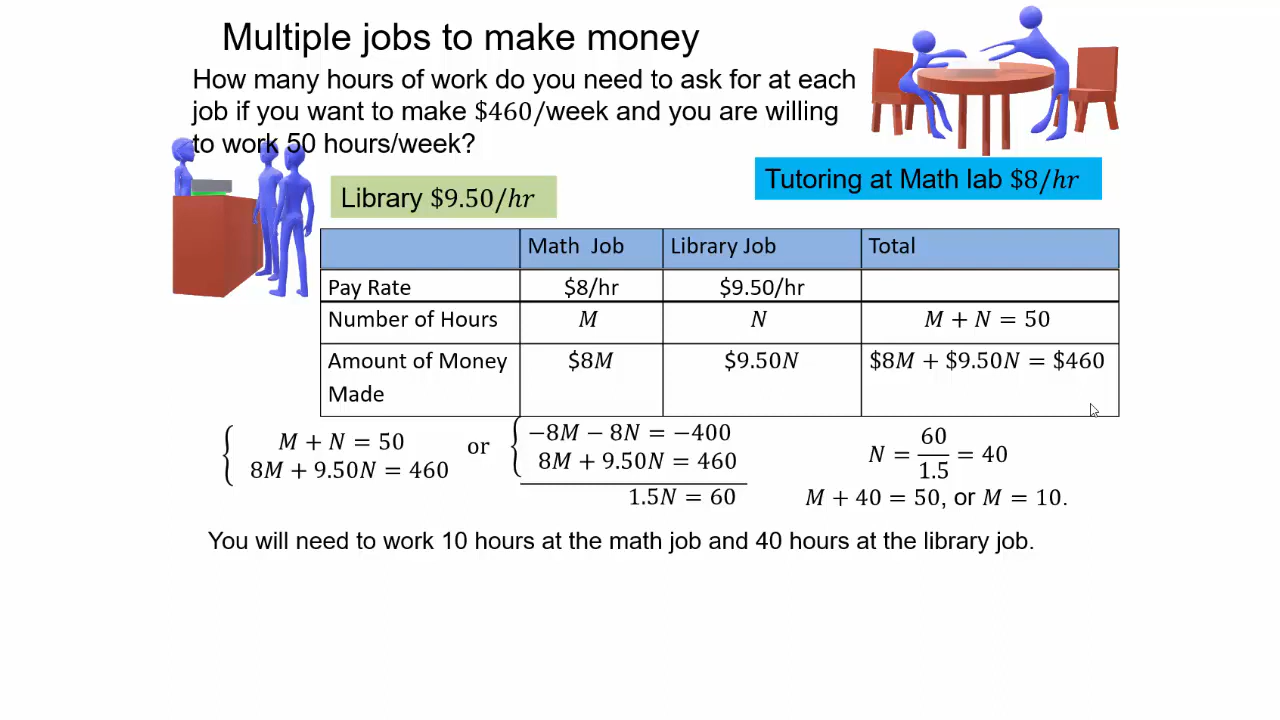 Multiple jobs to make money
How many hours of work do you need to ask for at each
job if you want to make $460/week and you are willing
to work 50 hours/week?
Library $9.50/hr
Tutoring at Math lab $8/hr
Math Job Library Job Total
Pay Rate $8/hr $9.50/hr
Number of Hours M N M + N = 50
Amount of Money $8M $9.50N $8M + $9.50N = $460
Made
{ M + N = 50
8M + 9.50N = 460
or
{ −8M − 8N = −400
8M + 9.50N = 460
1.5N = 60
N = 60/1.5 = 40
M + 40 = 50, or M = 10.
You will need to work 10 hours at the math job and 40 hours at the library job.